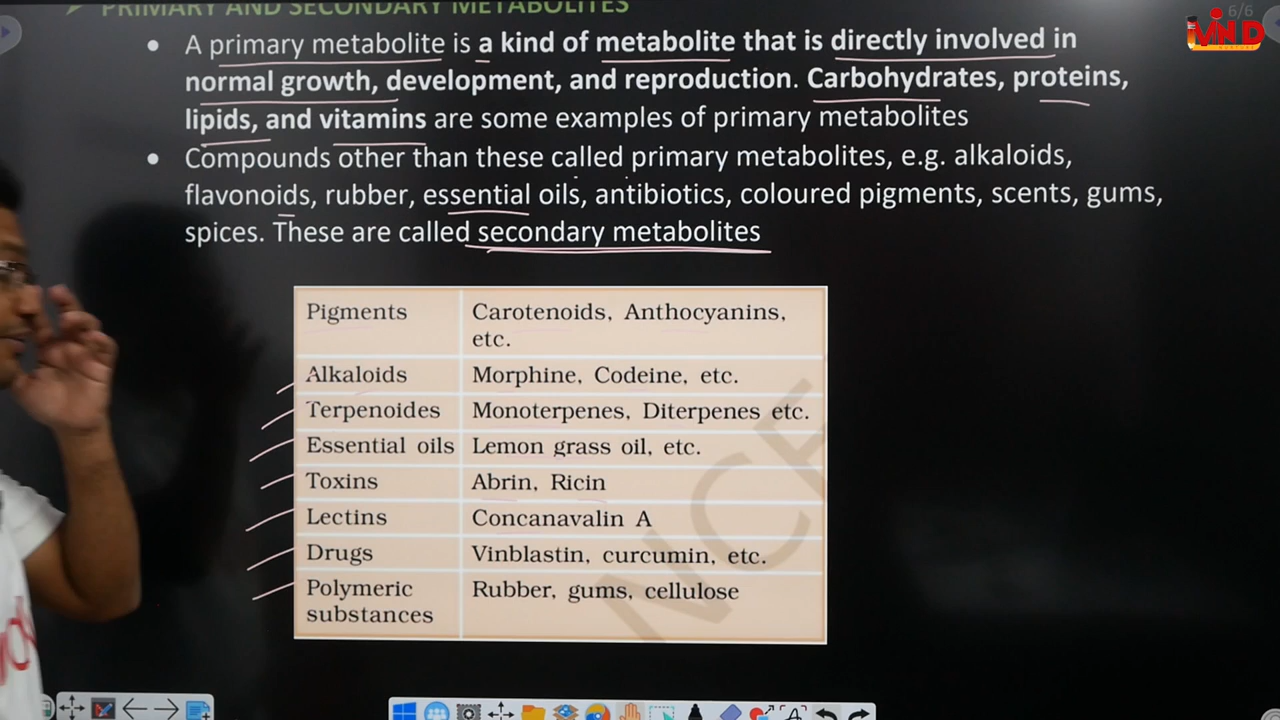 PRIMARY AND SECONDARY METABOLITES
6/6
MIND
NURTURE
• A primary metabolite is a kind of metabolite that is directly involved in
normal growth, development, and reproduction. Carbohydrates, proteins,
lipids, and vitamins are some examples of primary metabolites
• Compounds other than these called primary metabolites, e.g. alkaloids,
flavonoids, rubber, essential oils, antibiotics, coloured pigments, scents, gums,
spices. These are called secondary metabolites
Pigments Carotenoids, Anthocyanins,
etc.
Alkaloids Morphine, Codeine, etc.
Terpenoides Monoterpenes, Diterpenes etc.
Essential oils Lemon grass oil, etc.
Toxins Abrin, Ricin
Lectins Concanavalin A
Drugs Vinblastin, curcumin, etc.
Polymeric Rubber, gums, cellulose
substances